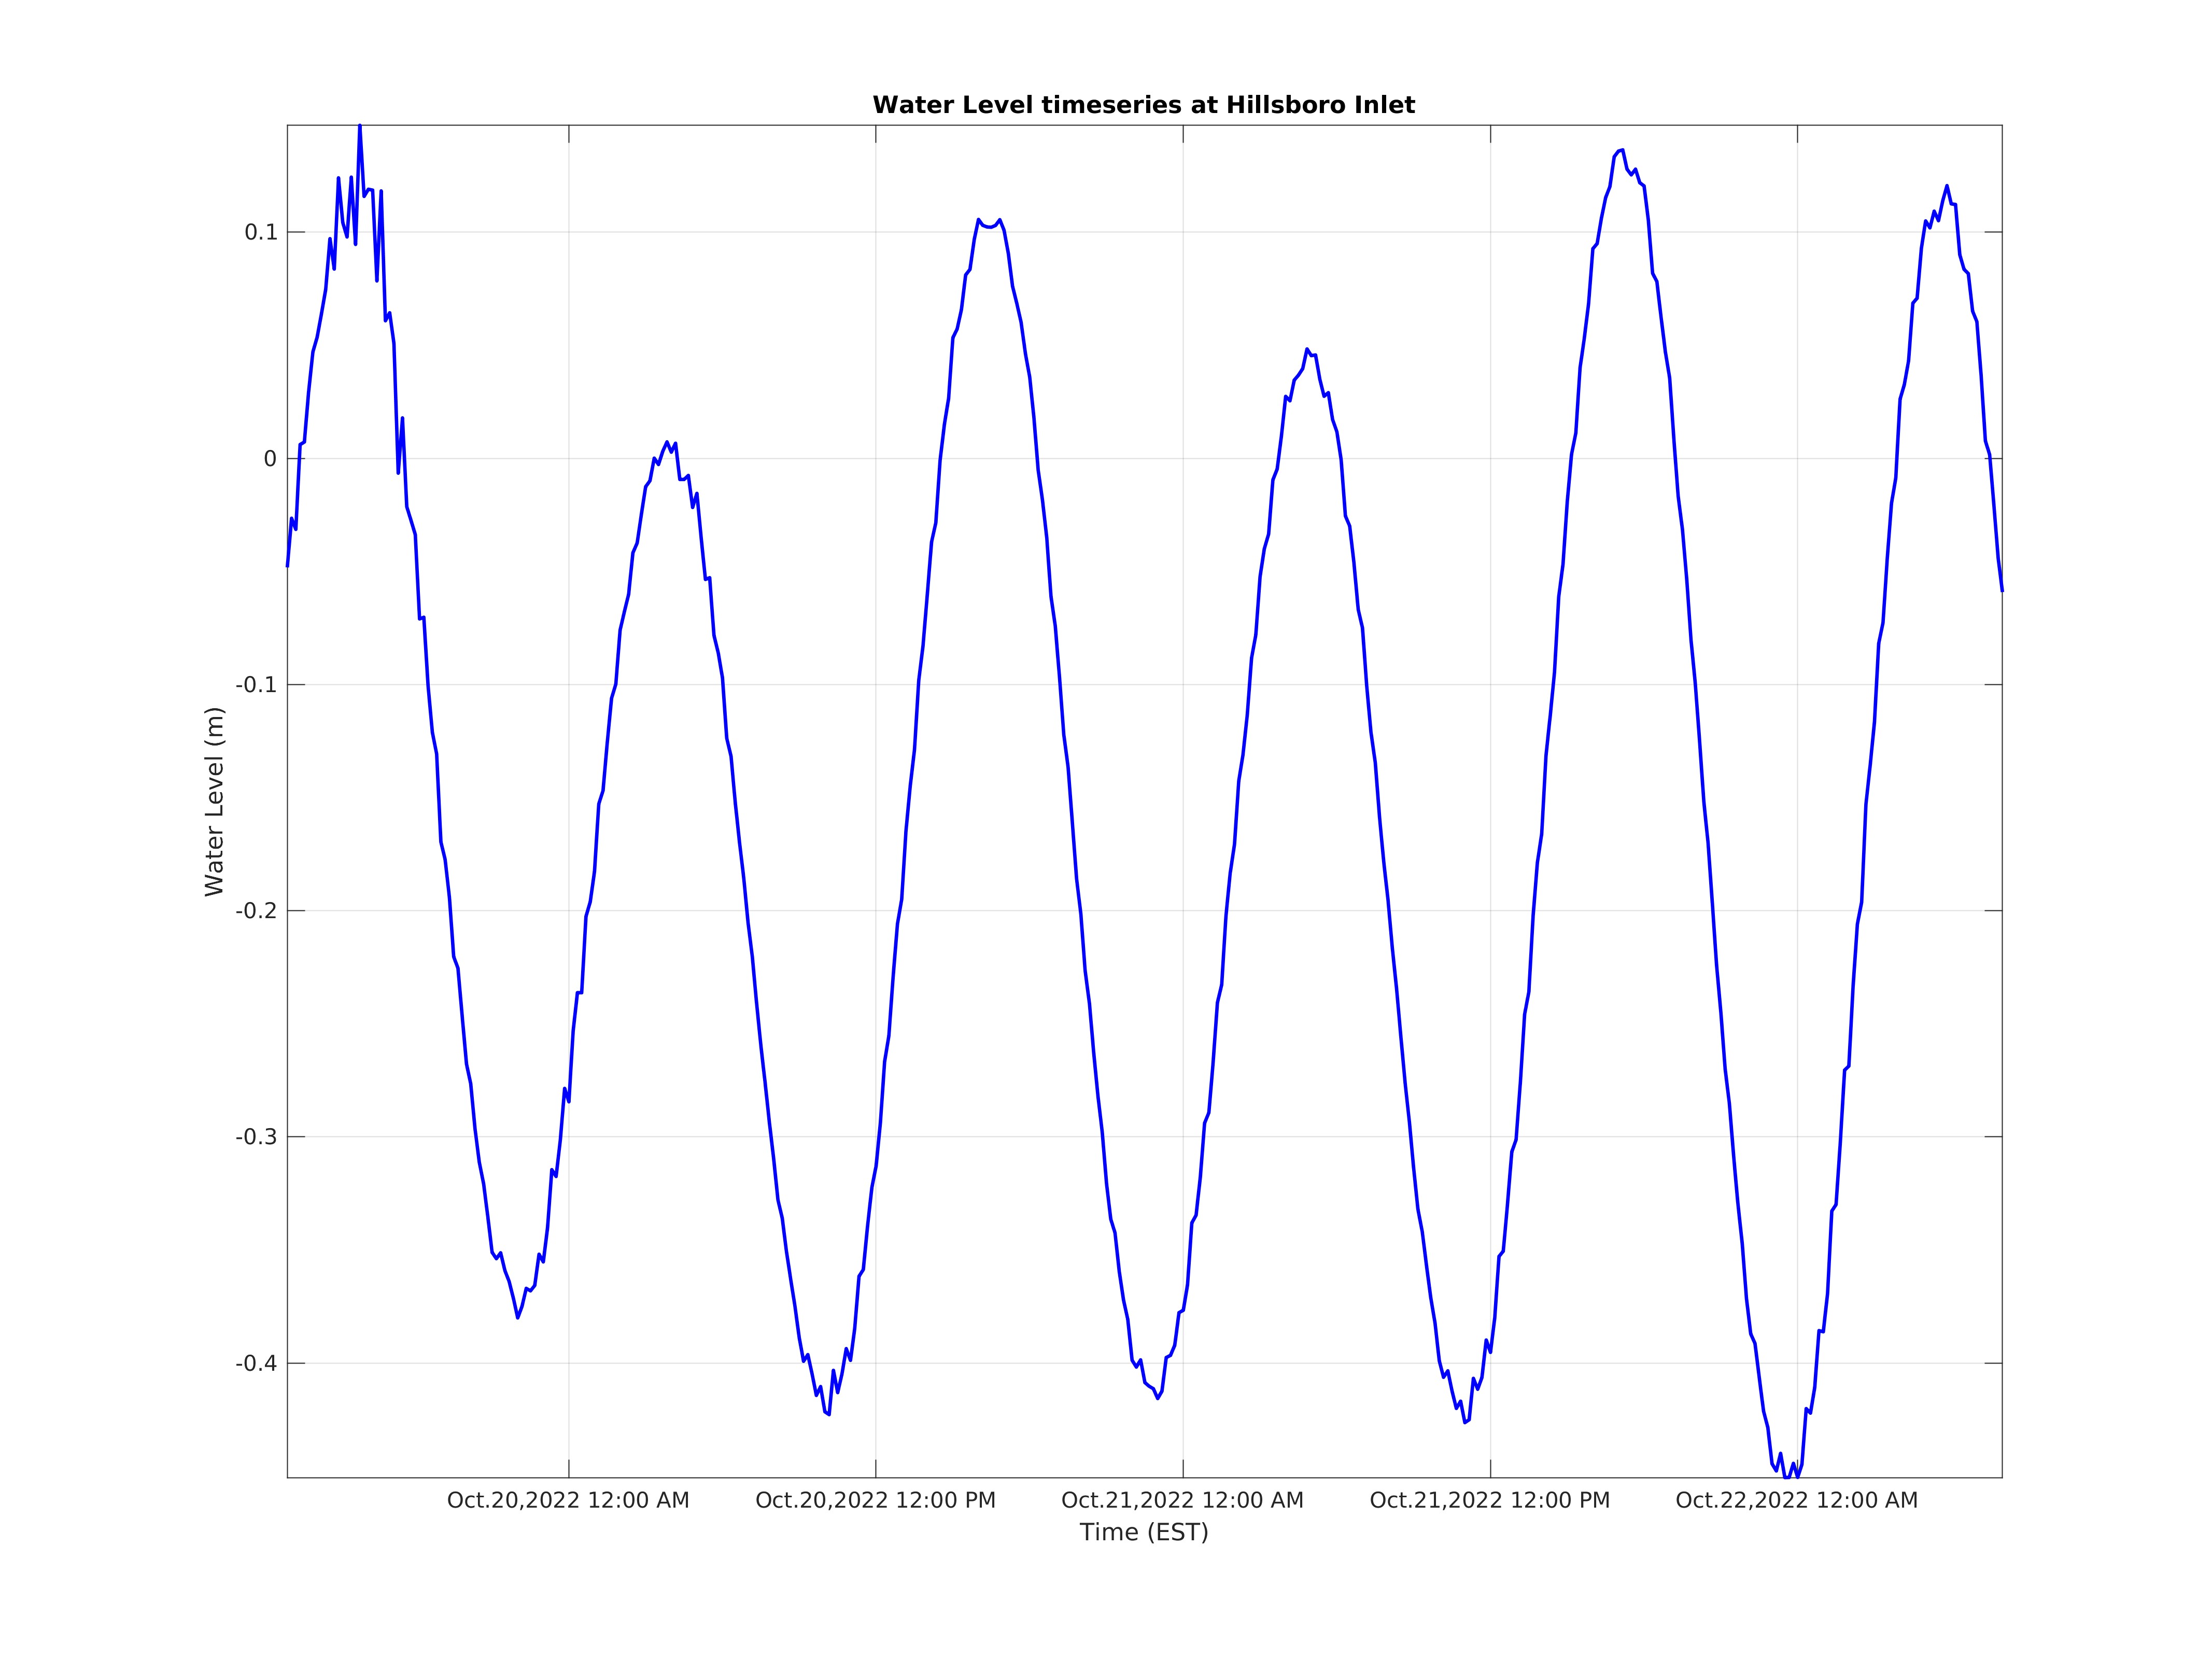 Water Level timeseries at Hillsboro Inlet
0.1
0
-0.1
-0.2
-0.3
-0.4
Water Level (m)
Oct.20,2022 12:00 AM
Oct.20,2022 12:00 PM
Oct.21,2022 12:00 AM
Oct.21,2022 12:00 PM
Oct.22,2022 12:00 AM
Time (EST)